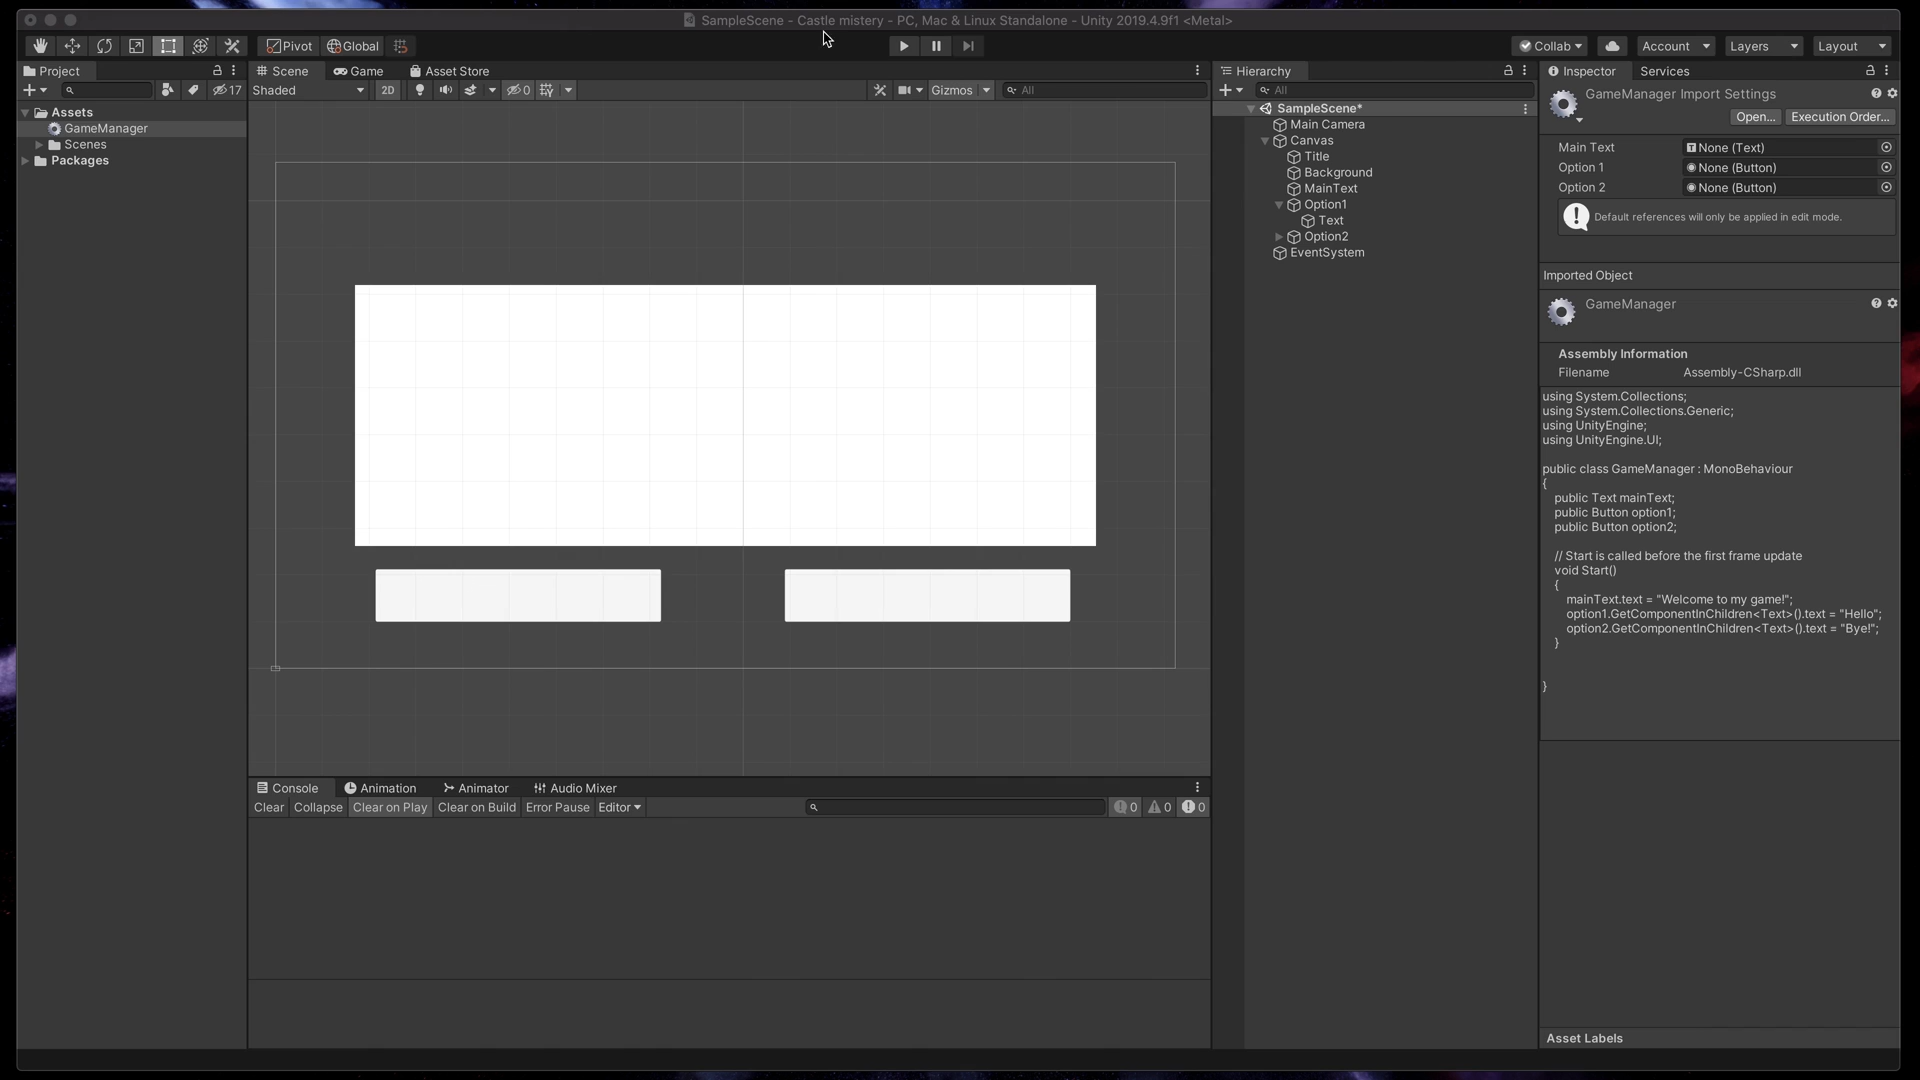 SampleScene - Castle mistery - PC, Mac & Linux Standalone - Unity 2019.4.9f1 <Metal>
Pivot Global Collab Account Layers Layout
Project
17
Assets
GameManager
Scenes
Packages
Scene Game Asset Store
Shaded 2D 0 Gizmos All
Console Animation Animator Audio Mixer
Clear Collapse Clear on Play Clear on Build Error Pause Editor 0 0 0
Hierarchy
All
SampleScene*
Main Camera
Canvas
Title
Background
MainText
Option1
Text
Option2
EventSystem
Inspector Services
GameManager Import Settings
Open... Execution Order...
Main Text None (Text)
Option 1 None (Button)
Option 2 None (Button)
Default references will only be applied in edit mode.
Imported Object
GameManager
Assembly Information
Filename Assembly-CSharp.dll
using System.Collections;
using System.Collections.Generic;
using UnityEngine;
using UnityEngine.UI;
public class GameManager : MonoBehaviour
{
public Text mainText;
public Button option1;
public Button option2;
// Start is called before the first frame update
void Start()
{
mainText.text = "Welcome to my game!";
option1.GetComponentInChildren<Text>().text = "Hello";
option2.GetComponentInChildren<Text>().text = "Bye!";
}
}
Asset Labels